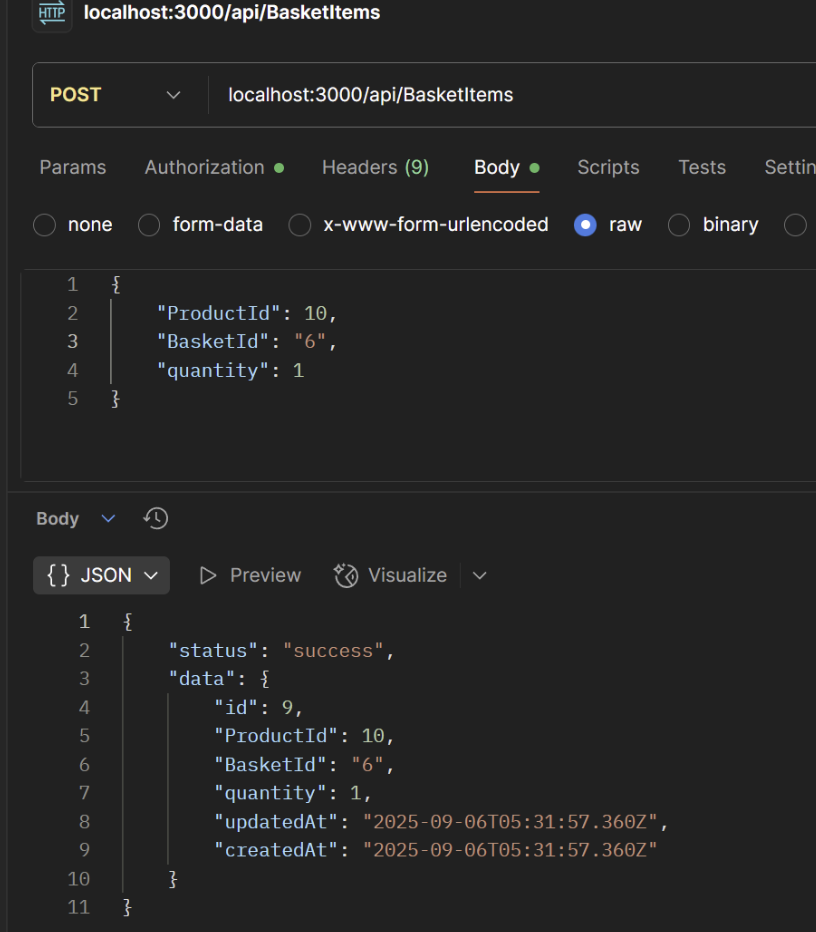 HTTP localhost:3000/api/BasketItems
POST localhost:3000/api/BasketItems
Params Authorization Headers (9) Body Scripts Tests Settin
none form-data x-www-form-urlencoded raw binary
1 {
2 "ProductId": 10,
3 "BasketId": "6",
4 "quantity": 1
5 }
Body
{} JSON Preview Visualize
1 {
2 "status": "success",
3 "data": {
4 "id": 9,
5 "ProductId": 10,
6 "BasketId": "6",
7 "quantity": 1,
8 "updatedAt": "2025-09-06T05:31:57.360Z",
9 "createdAt": "2025-09-06T05:31:57.360Z"
10 }
11 }